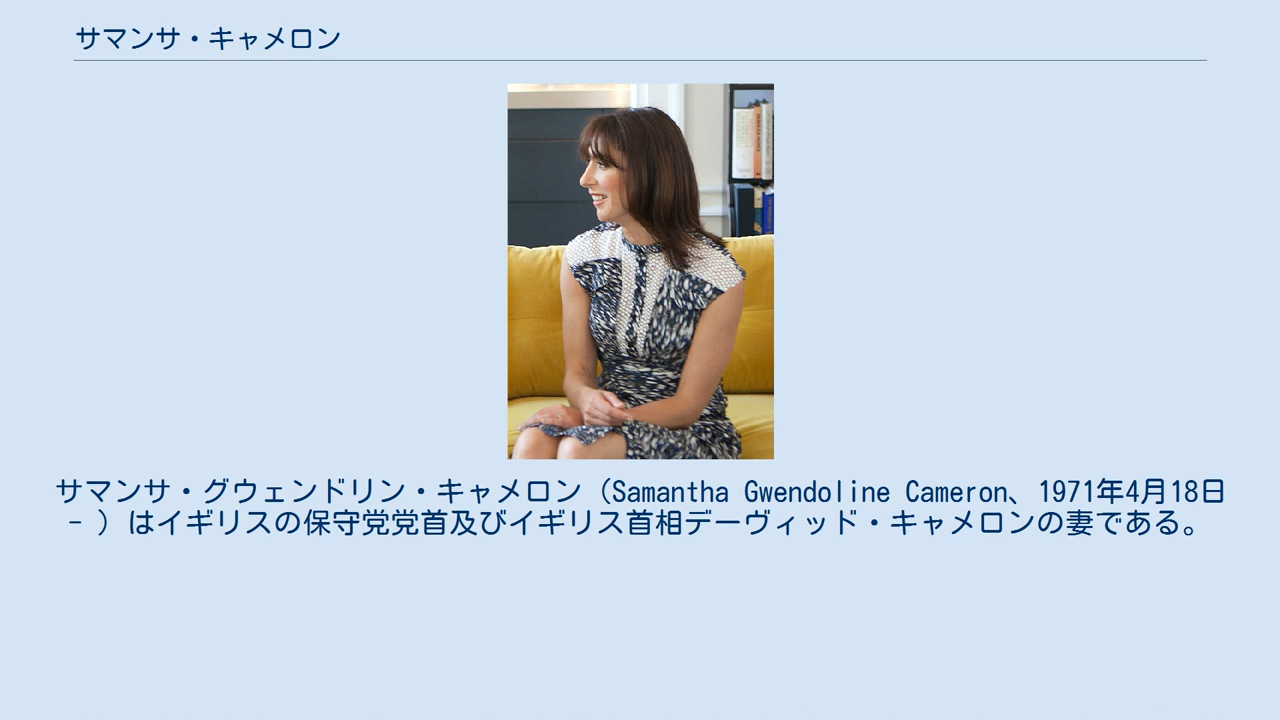 サマンサ・キャメロン
サマンサ・グウェンドリン・キャメロン（Samantha Gwendoline Cameron、1971年4月18日
- ）はイギリスの保守党党首及びイギリス首相デーヴィッド・キャメロンの妻である。